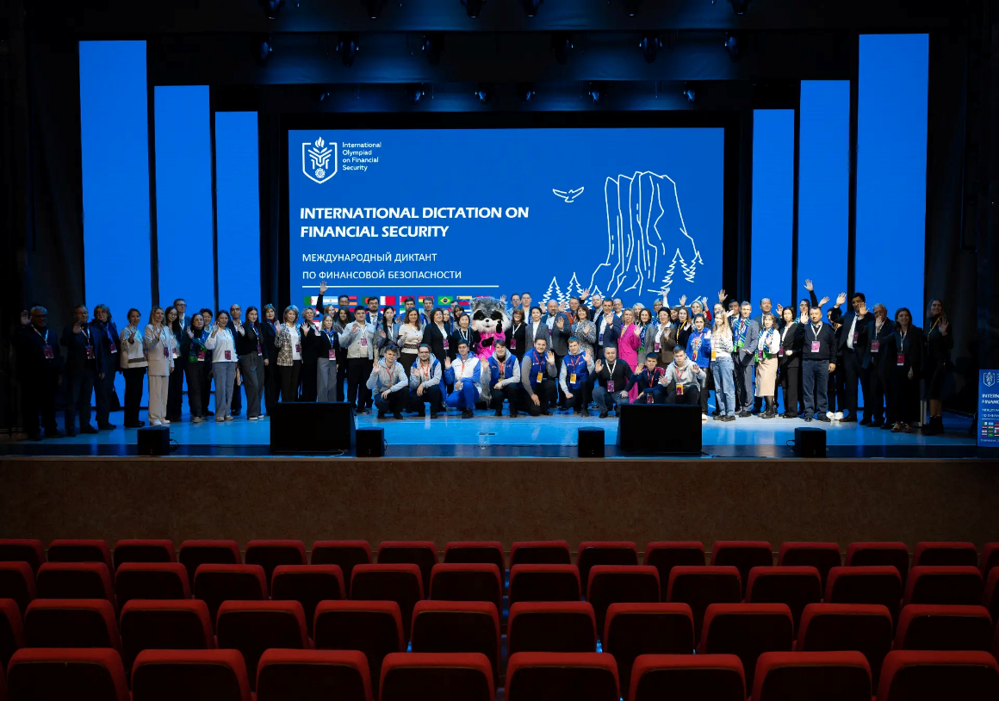 International
Olympiad
on Financial
Security
INTERNATIONAL DICTATION ON
FINANCIAL SECURITY
МЕЖДУНАРОДНЫЙ ДИКТАНТ
ПО ФИНАНСОВОЙ БЕЗОПАСНОСТИ